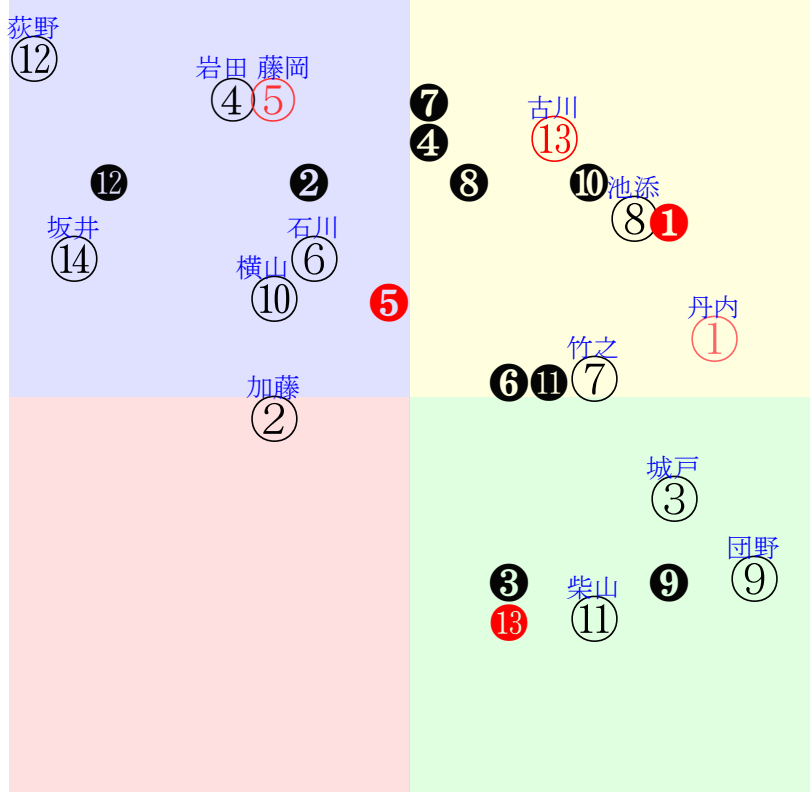 荻野
⑫
岩田 藤岡
④⑤
❼
古川
❹
⑬
⓬
❷
❽
❿
池添
⑧❶
坂井
⑭
石川
⑥
横山
⑩
❺
丹内
①
竹之
❻⓫⑦
加藤
②
城戸
③
団野
⑨
❸
柴山
❾
⓭
⑪